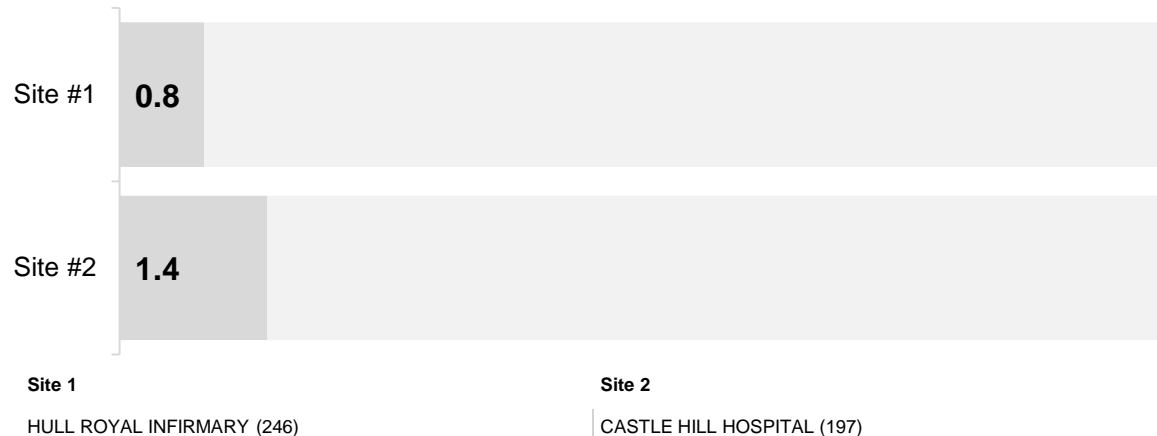 Site #1 0.8
Site #2 1.4
Site 1 Site 2
HULL ROYAL INFIRMARY (246) CASTLE HILL HOSPITAL (197)